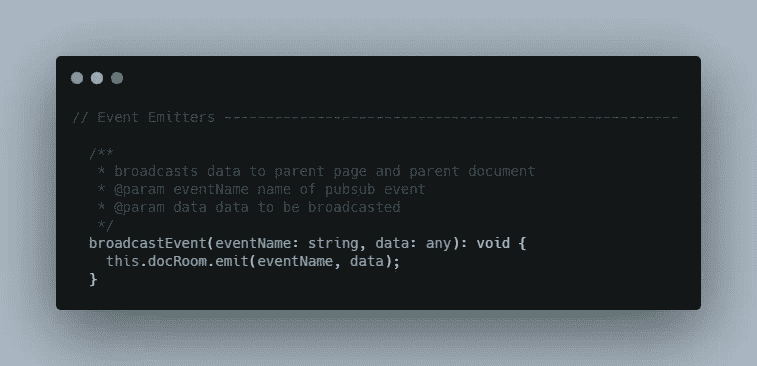 // Event Emitters -------------------------------------------------------
/**
* broadcasts data to parent page and parent document
* @param eventName name of pubsub event
* @param data data to be broadcasted
*/
broadcastEvent(eventName: string, data: any): void {
this.docRoom.emit(eventName, data);
}